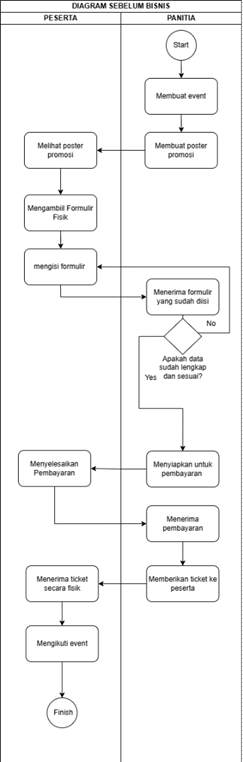 DIAGRAM SEBELUM BISNIS
PESERTA
PANITIA
Start
Membuat event
Melihat poster
promosi
Membuat poster
promosi
Mengambiil Formulir
Fisik
mengisi formulir
Menerima formulir
yang sudah diisi
No
Apakah data
sudah lengkap
dan sesuai?
Yes
Menyelesaikan
Pembayaran
Menyiapkan untuk
pembayaran
Menerima
pembayaran
Menerima ticket
secara fisik
Memberikan ticket ke
peserta
Mengikuti event
Finish